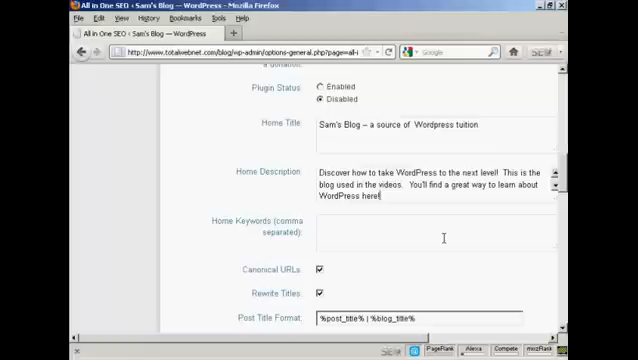 All in One SEO ‹ Sam's Blog — WordPress - Mozilla Firefox
File Edit View History Bookmarks Tools Help
All in One SEO ‹ Sam's Blog — WordPress
http://www.totalwebnet.com/blog/wp-admin/options-general.php?page=all-i
Google
a donation.
Plugin Status:
Enabled
Disabled
Home Title:
Sam's Blog – a source of Wordpress tuition
Home Description:
Discover how to take WordPress to the next level! This is the
blog used in the videos. You'll find a great way to learn about
WordPress here!
Home Keywords (comma
separated):
Canonical URLs:
Rewrite Titles:
Post Title Format:
%post_title% | %blog_title%
PageRank Alexa Compete mozRank